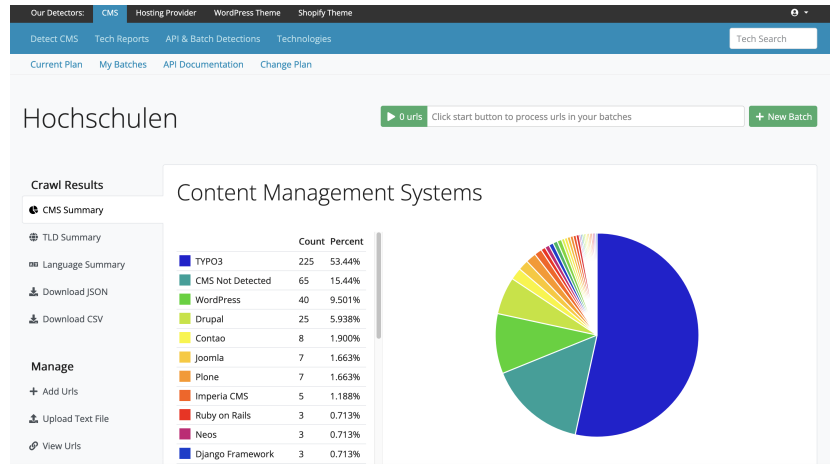 Our Detectors: CMS Hosting Provider WordPress Theme Shopify Theme
Detect CMS Tech Reports API & Batch Detections Technologies Tech Search
Current Plan My Batches API Documentation Change Plan
Hochschulen
0 urls Click start button to process urls in your batches + New Batch
Crawl Results
CMS Summary
TLD Summary
Language Summary
Download JSON
Download CSV
Manage
Add Urls
Upload Text File
View Urls
Content Management Systems
Count Percent
TYPO3 225 53.44%
CMS Not Detected 65 15.44%
WordPress 40 9.501%
Drupal 25 5.938%
Contao 8 1.900%
Joomla 7 1.663%
Plone 7 1.663%
Imperia CMS 5 1.188%
Ruby on Rails 3 0.713%
Neos 3 0.713%
Django Framework 3 0.713%